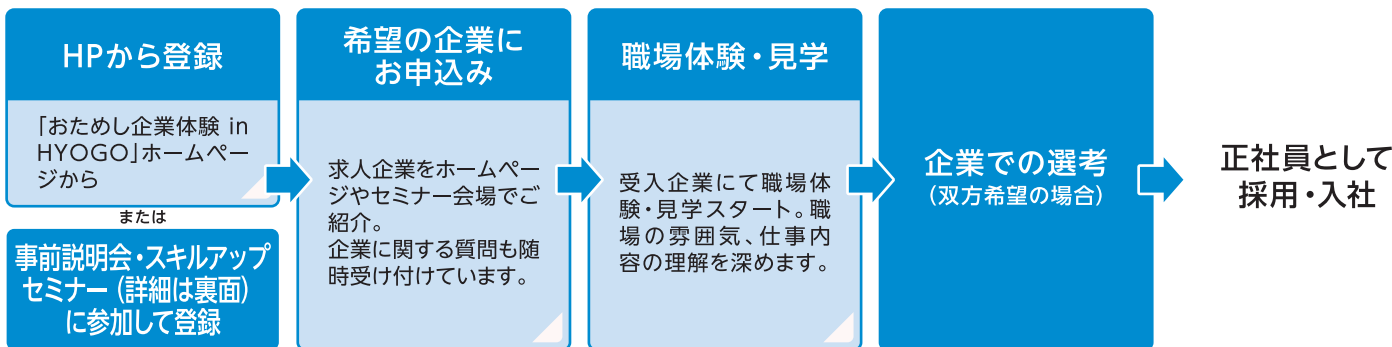 HPから登録
「おためし企業体験 in
HYOGO」ホームペー
ジから
または
事前説明会・スキルアップ
セミナー（詳細は裏面）
に参加して登録
希望の企業に
お申込み
求人企業をホームペー
ジやセミナー会場でご
紹介。
企業に関する質問も随
時受け付けています。
職場体験・見学
受入企業にて職場体
験・見学スタート。職
場の雰囲気、仕事内
容の理解を深めます。
企業での選考
（双方希望の場合）
正社員として
採用・入社